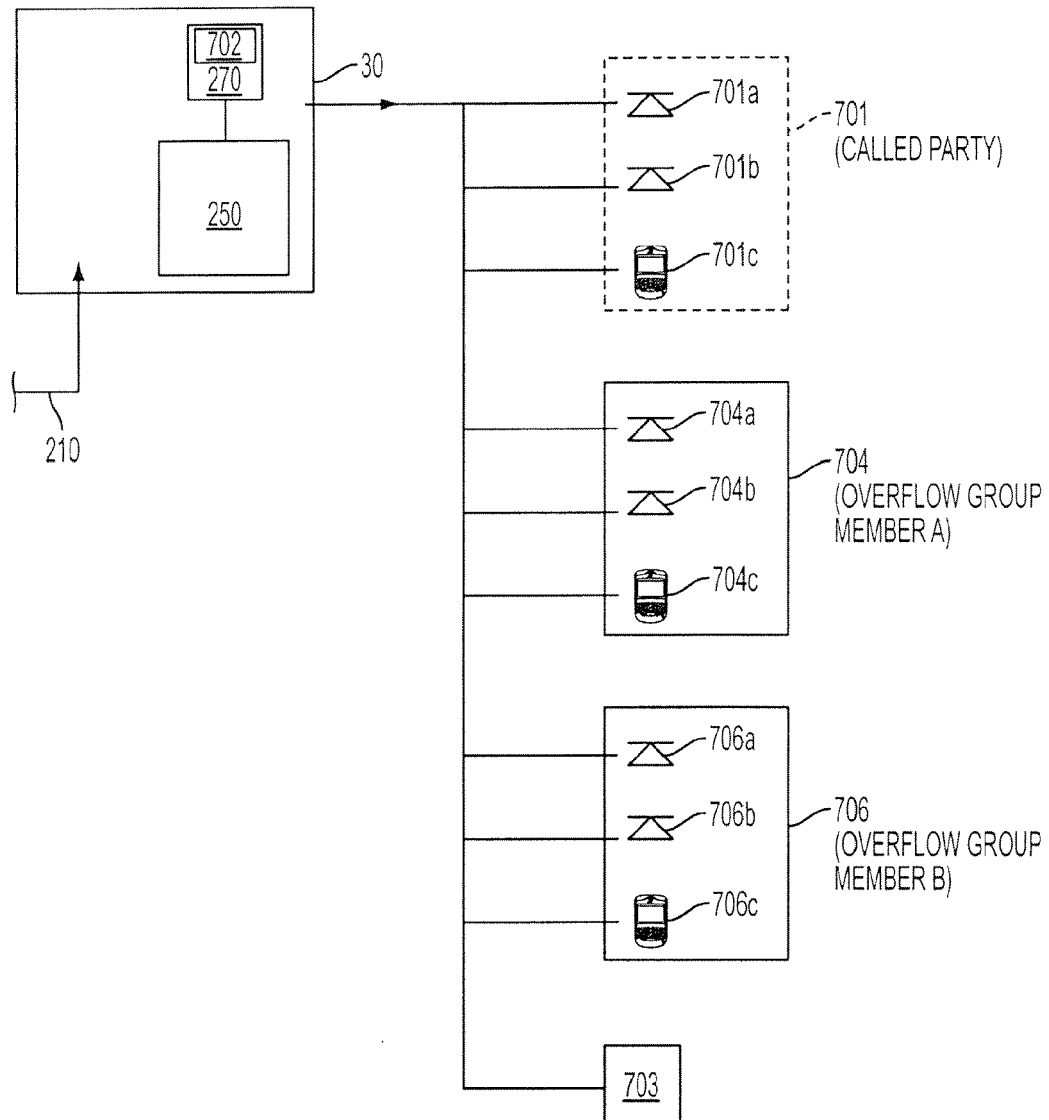 702
270
30
250
210
701a
701b
701c
701
(CALLED PARTY)
704a
704b
704c
704
(OVERFLOW GROUP
MEMBER A)
706a
706b
706c
706
(OVERFLOW GROUP
MEMBER B)
703